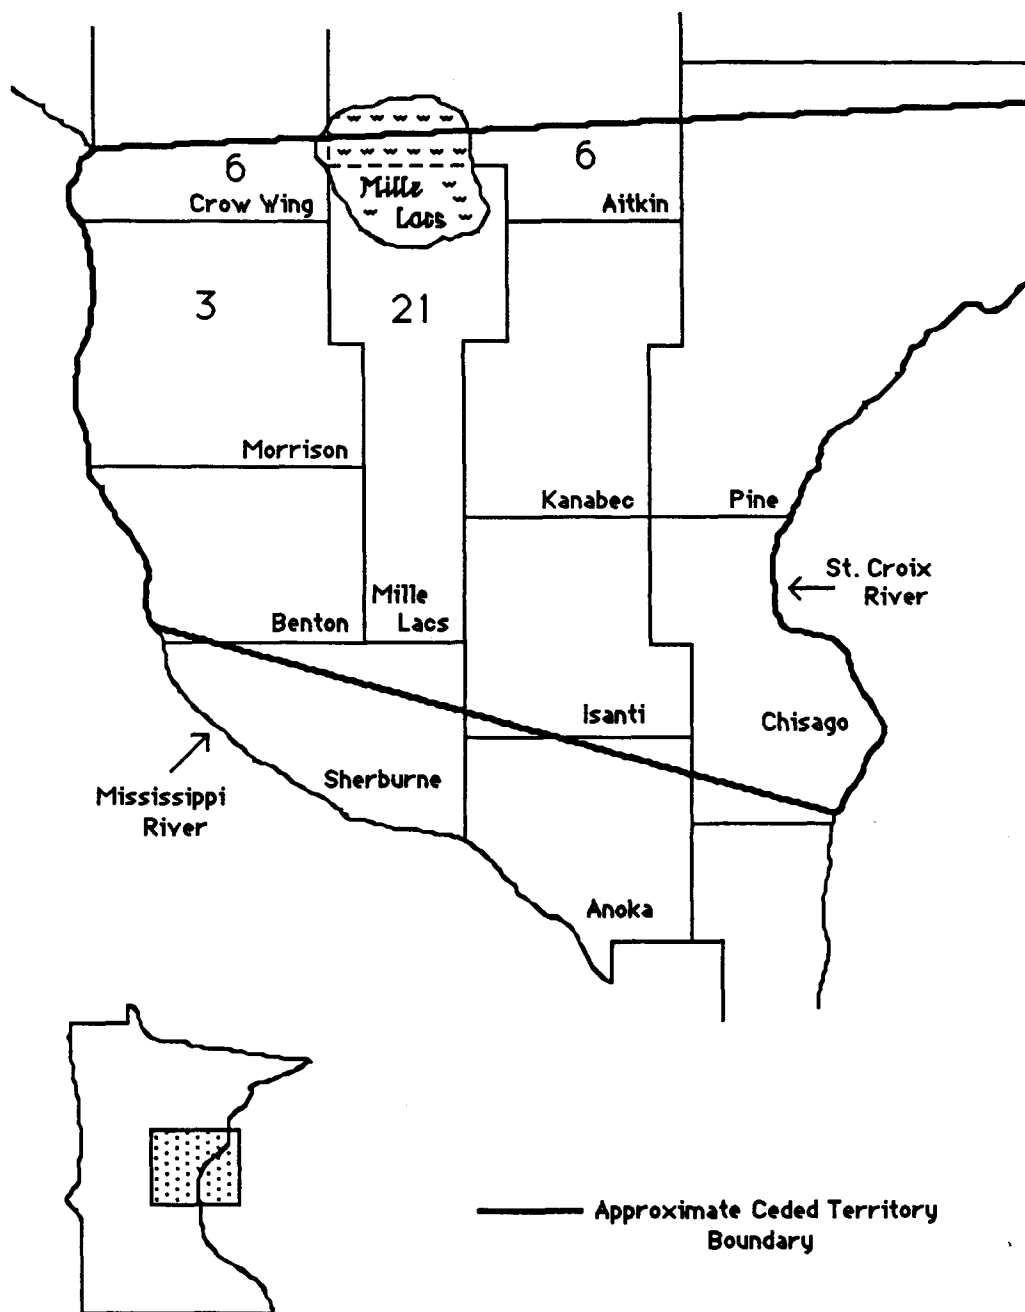 6
6
Mille
Lacs
Crow Wing
Aitkin
3
21
Morrison
Kanabec
Pine
St. Croix
River
Mille
Lacs
Benton
Isanti
Chisago
Sherburne
Mississippi
River
Anoka
Approximate Ceded Territory
Boundary